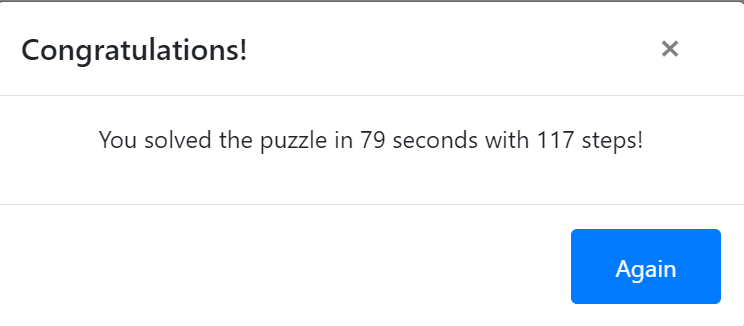 Congratulations!
×
You solved the puzzle in 79 seconds with 117 steps!
Again